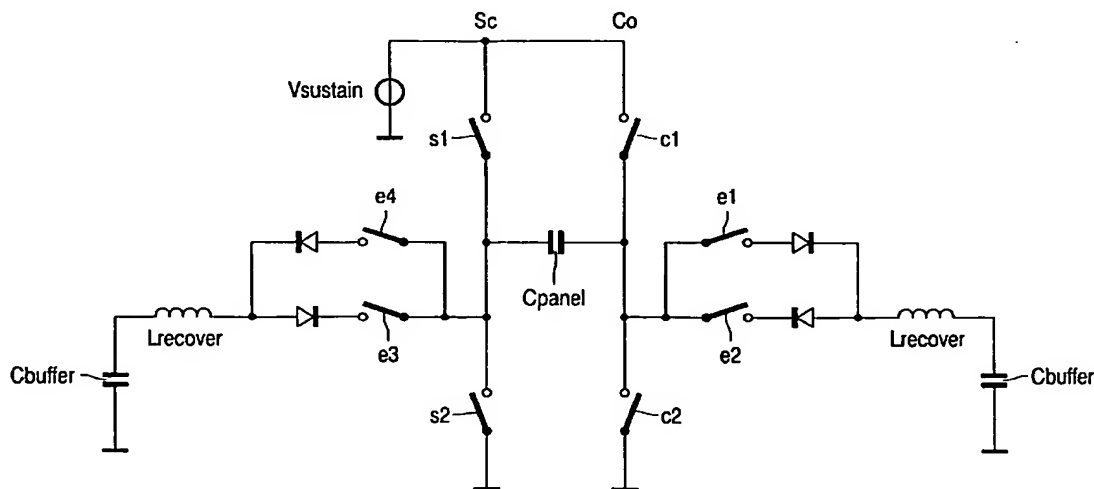 Sc
Co
Vsustain
s1
c1
e4
e1
Cpanel
Lrecover
e3
e2
Lrecover
Cbuffer
Cbuffer
s2
c2